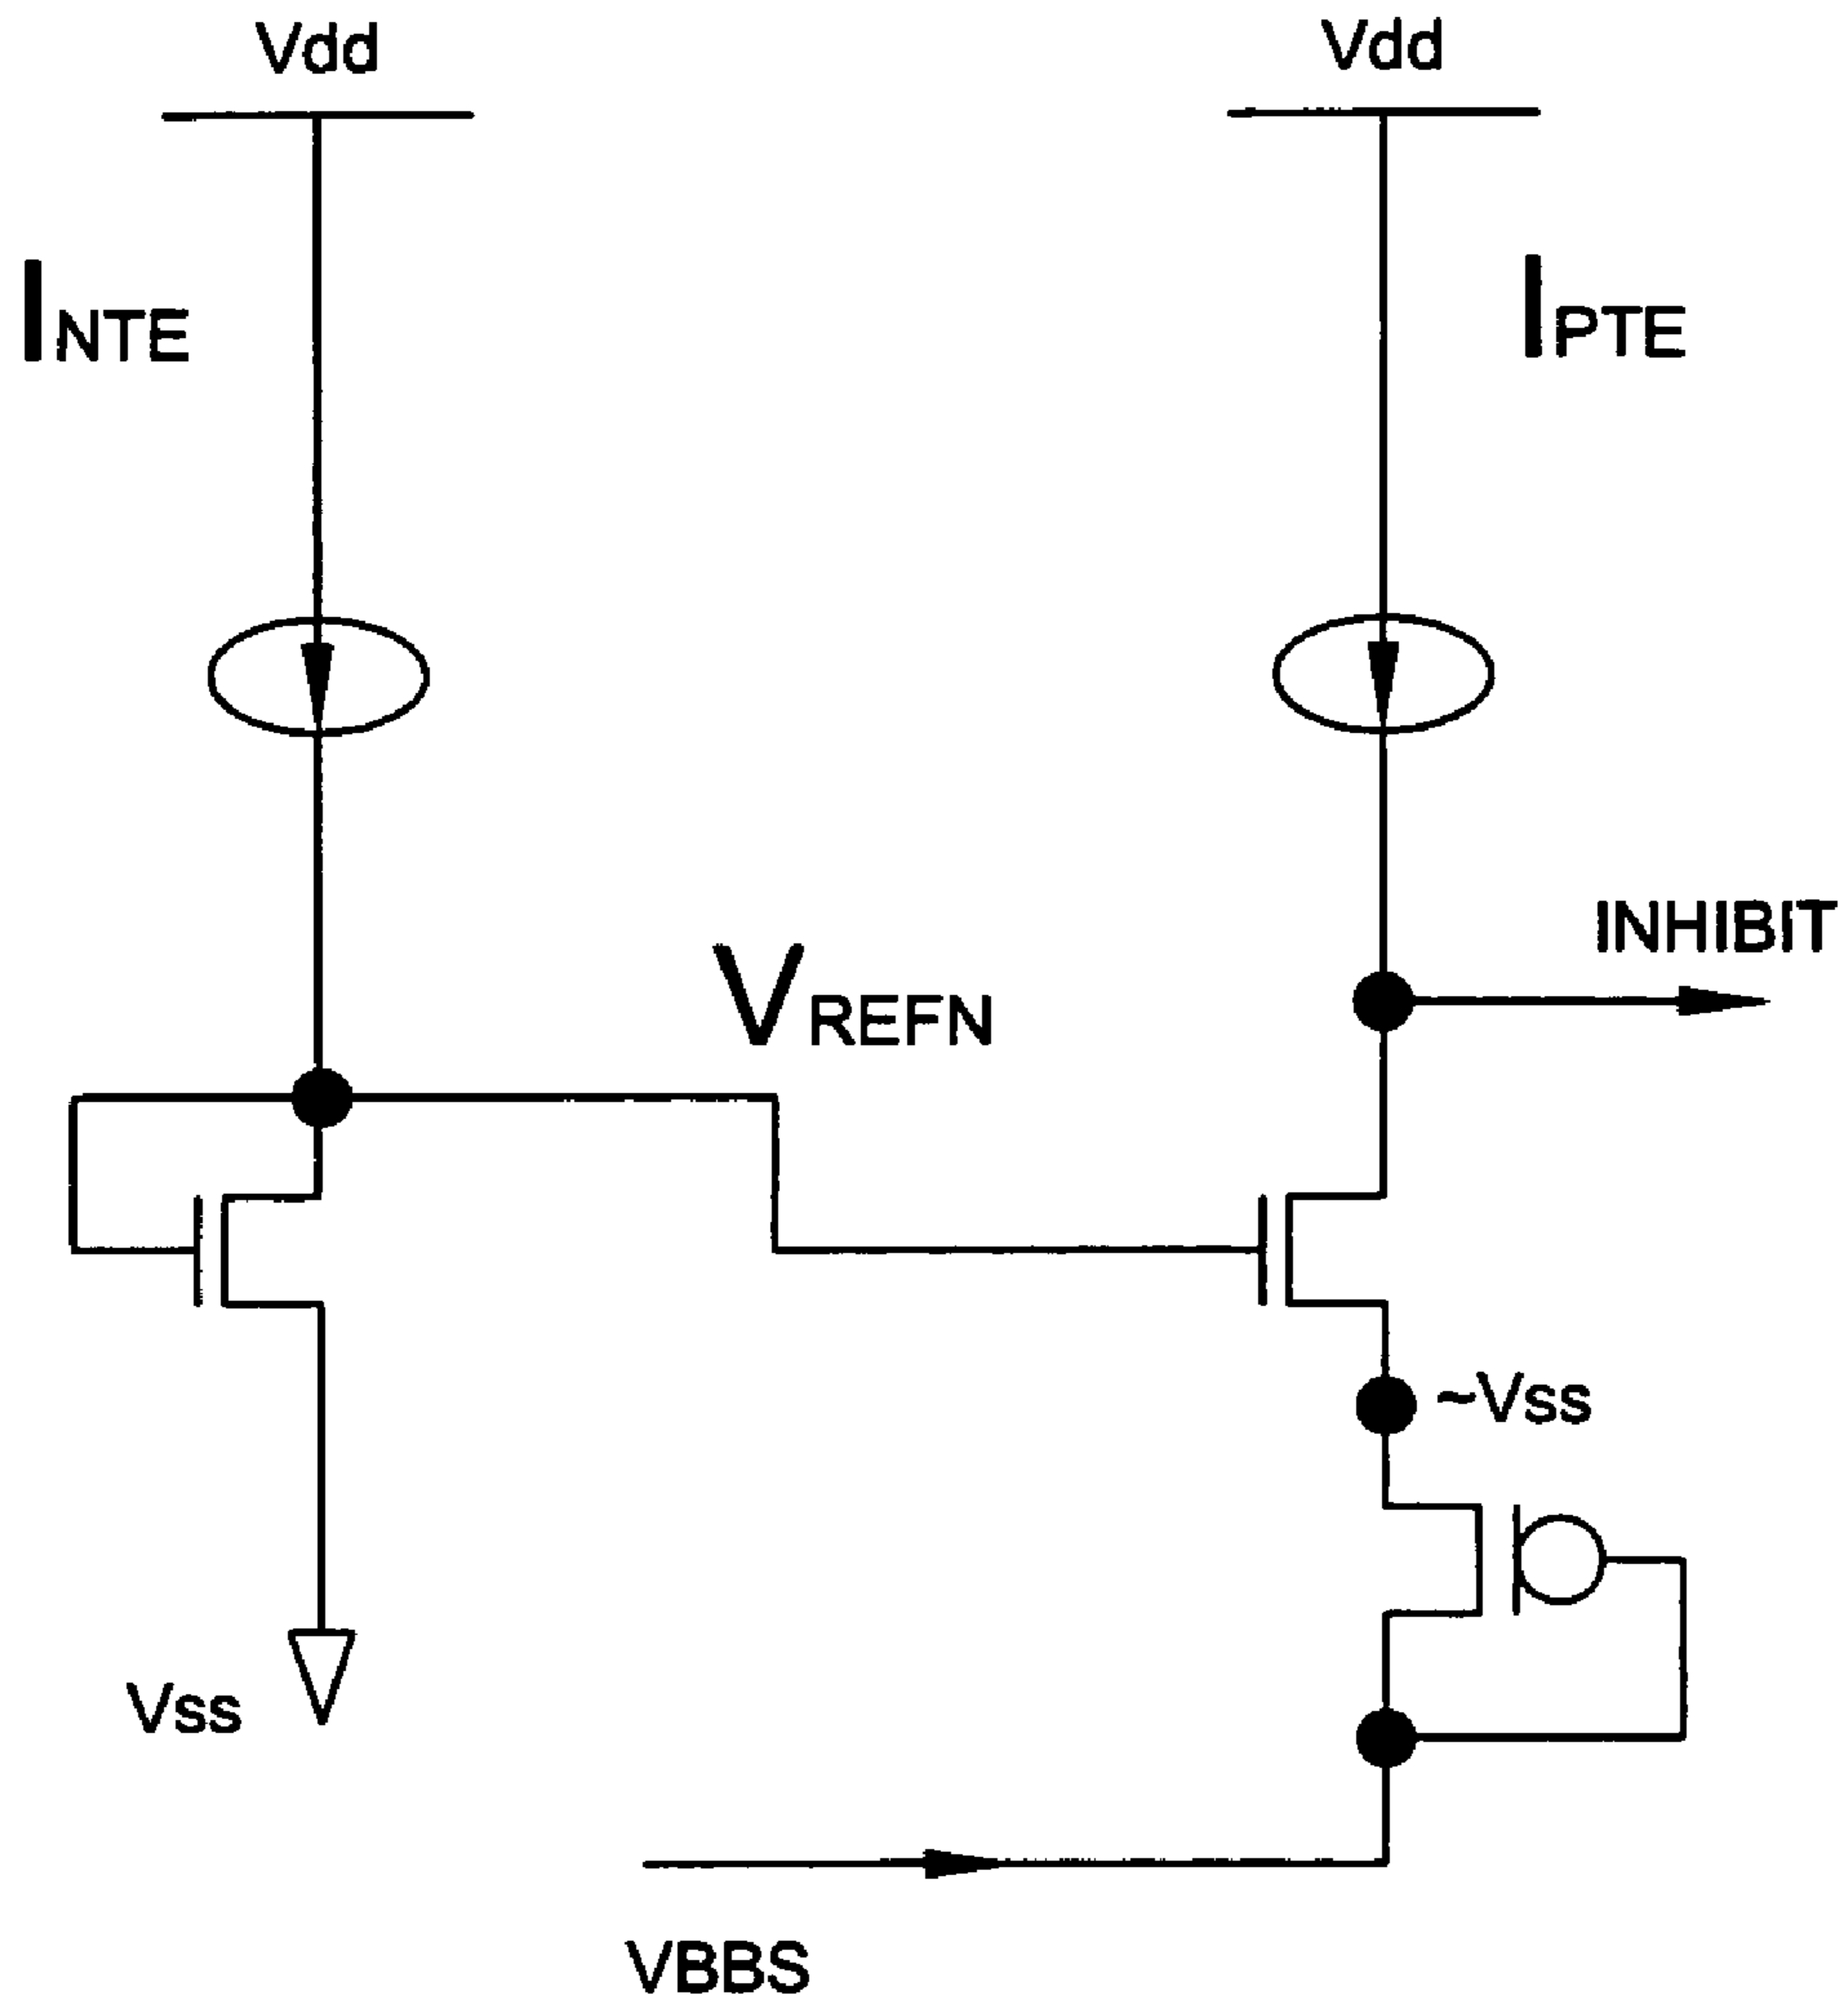 Vdd
Vdd
INTE
IPTE
INHIBIT
VREFN
~Vss
Vss
VBBS